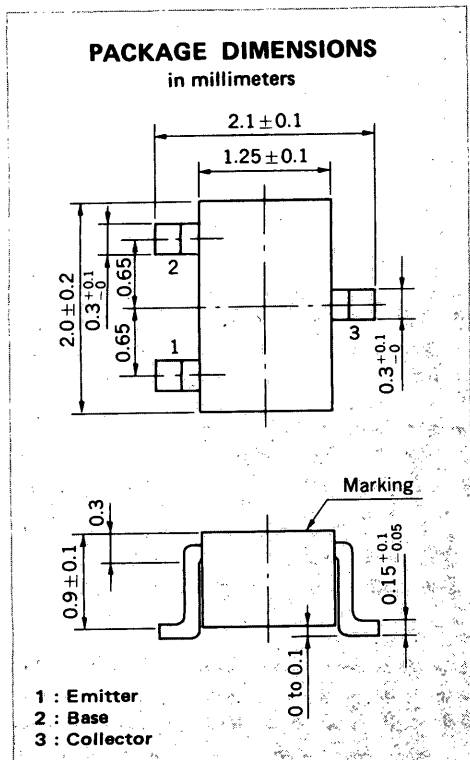 PACKAGE DIMENSIONS
in millimeters
2.1±0.1
1.25±0.1
2.0±0.2
0.3 +0.1 -0
0.65
0.65
2
1
3
0.3 +0.1 -0
Marking
0.3
0.9±0.1
0.15 +0.1 -0.05
0 to 0.1
1 : Emitter
2 : Base
3 : Collector